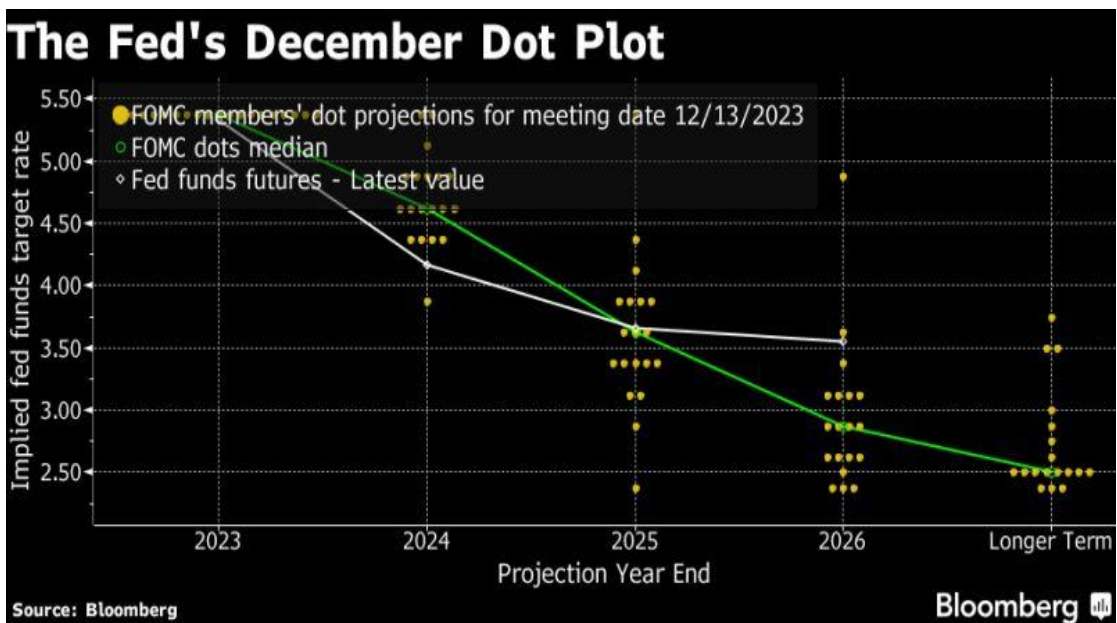 The Fed's December Dot Plot
FOMC members' dot projections for meeting date 12/13/2023
FOMC dots median
Fed funds futures - Latest value
Implied fed funds target rate
5.50
5.00
4.50
4.00
3.50
3.00
2.50
2023 2024 2025 2026 Longer Term
Projection Year End
Source: Bloomberg
Bloomberg